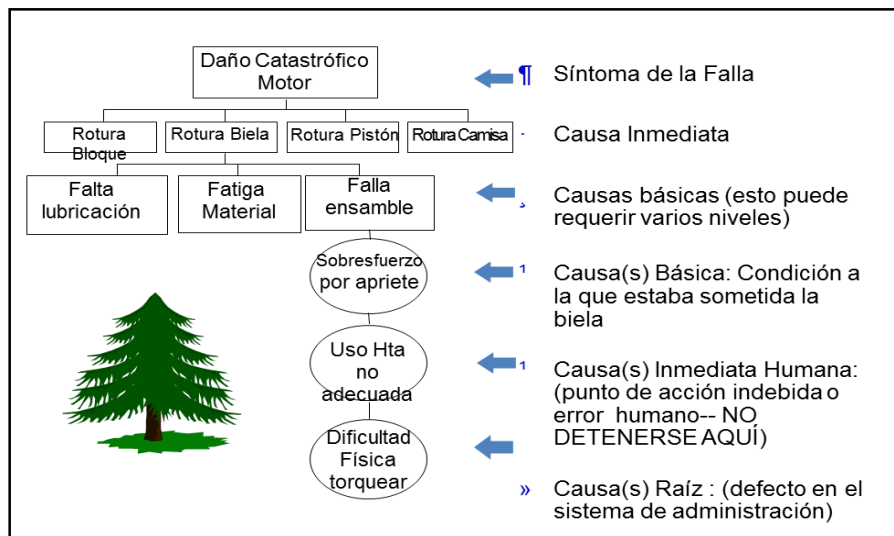 Daño Catastrófico
Motor
¶ Síntoma de la Falla
Rotura
Bloque
Rotura Biela
Rotura Pistón
Rotura Camisa
· Causa Inmediata
Falta
lubricación
Fatiga
Material
Falla
ensamble
¸ Causas básicas (esto puede
requerir varios niveles)
Sobresfuerzo
por apriete
¹ Causa(s) Básica: Condición a
la que estaba sometida la
biela
Uso Hta
no
adecuada
¹ Causa(s) Inmediata Humana:
(punto de acción indebida o
error humano-- NO
DETENERSE AQUÍ)
Dificultad
Física
torquear
» Causa(s) Raíz : (defecto en el
sistema de administración)